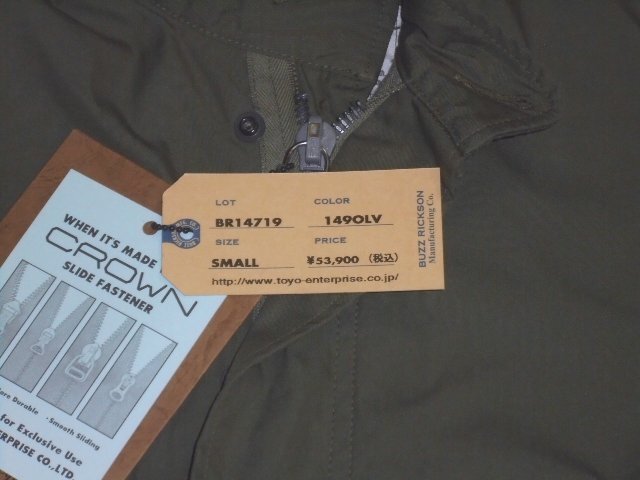 LOT COLOR
BR14719 149OLV
SIZE PRICE
SMALL ¥53,900 (税込)
http://www.toyo-enterprise.co.jp/
BUZZ RICKSON
Manufacturing Co.
WHEN IT'S MADE
CROWN
SLIDE FASTENER
Durable · Smooth Sliding
for Exclusive Use
CO.,LTD.